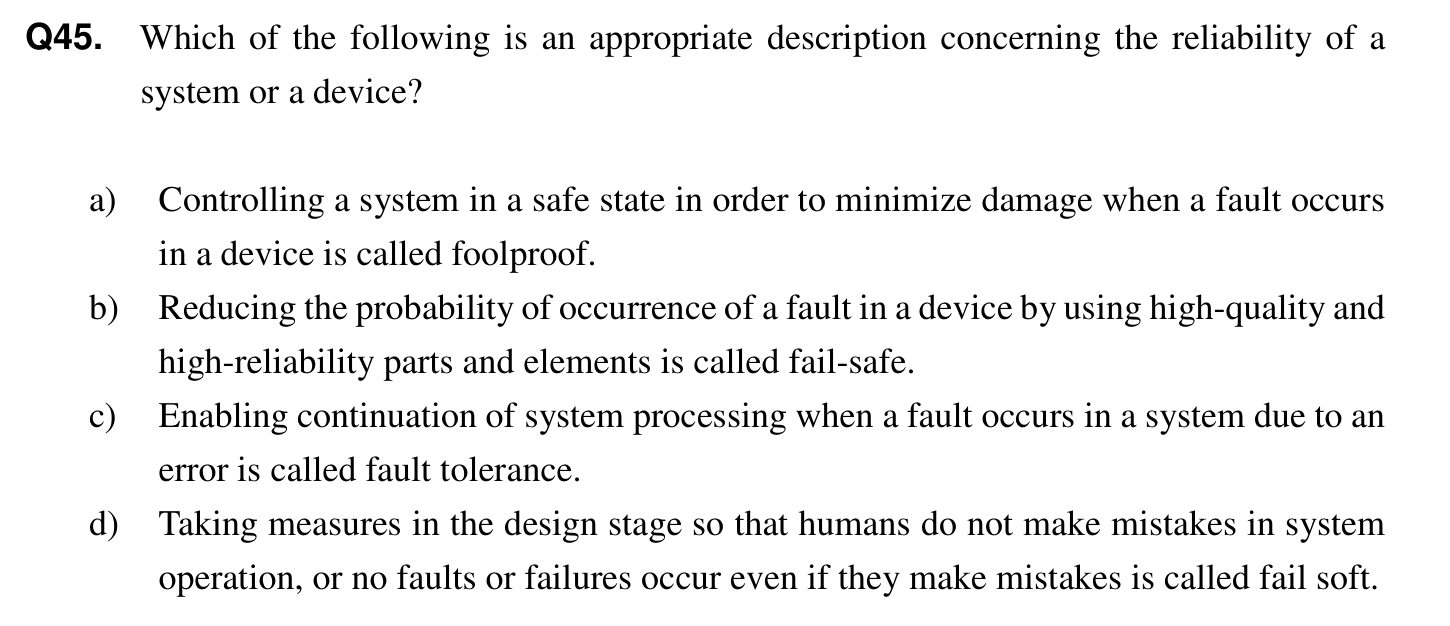 Q45. Which of the following is an appropriate description concerning the reliability of a
system or a device?
a) Controlling a system in a safe state in order to minimize damage when a fault occurs
in a device is called foolproof.
b) Reducing the probability of occurrence of a fault in a device by using high-quality and
high-reliability parts and elements is called fail-safe.
c) Enabling continuation of system processing when a fault occurs in a system due to an
error is called fault tolerance.
d) Taking measures in the design stage so that humans do not make mistakes in system
operation, or no faults or failures occur even if they make mistakes is called fail soft.